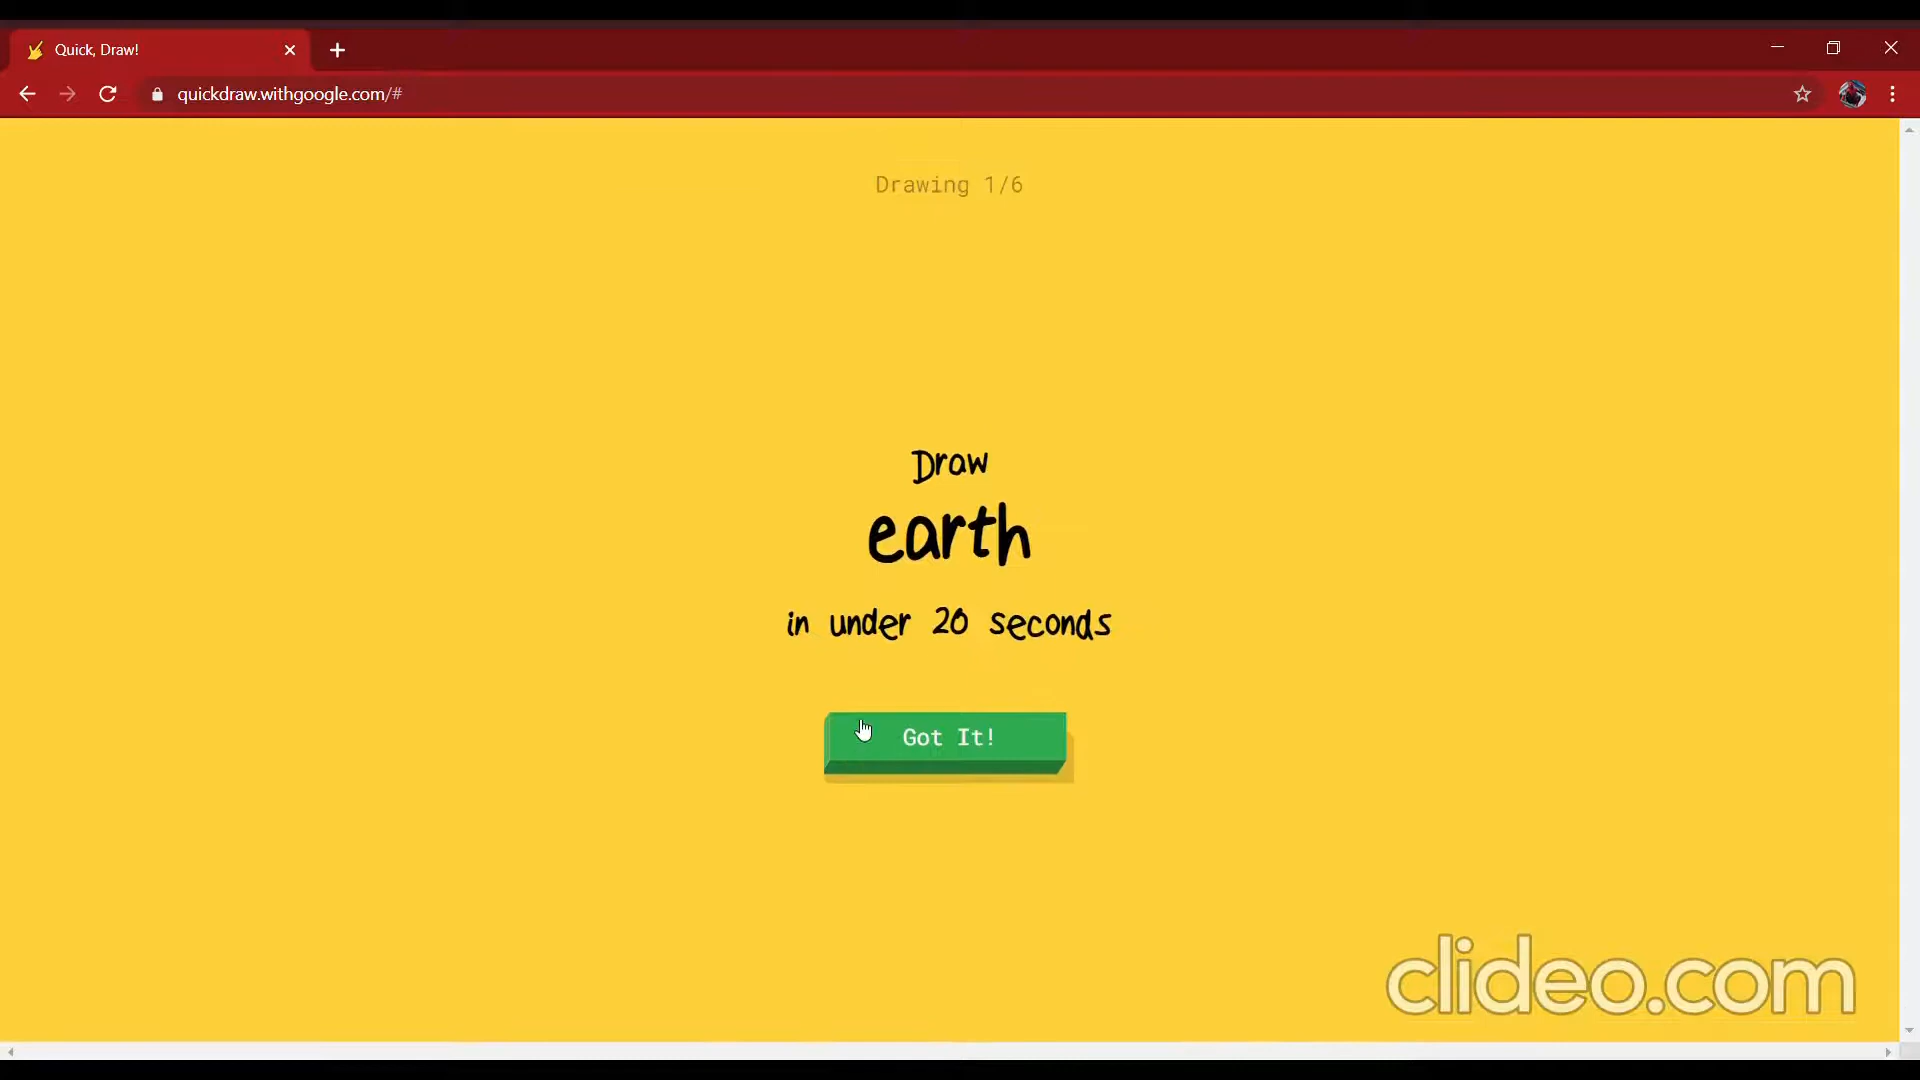 Quick, Draw!
quickdraw.withgoogle.com/#
Drawing 1/6
Draw
earth
in under 20 seconds
Got It!
clideo.com